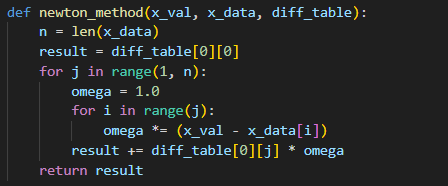 def newton_method(x_val, x_data, diff_table):
    n = len(x_data)
    result = diff_table[0][0]
    for j in range(1, n):
        omega = 1.0
        for i in range(j):
            omega *= (x_val - x_data[i])
        result += diff_table[0][j] * omega
    return result